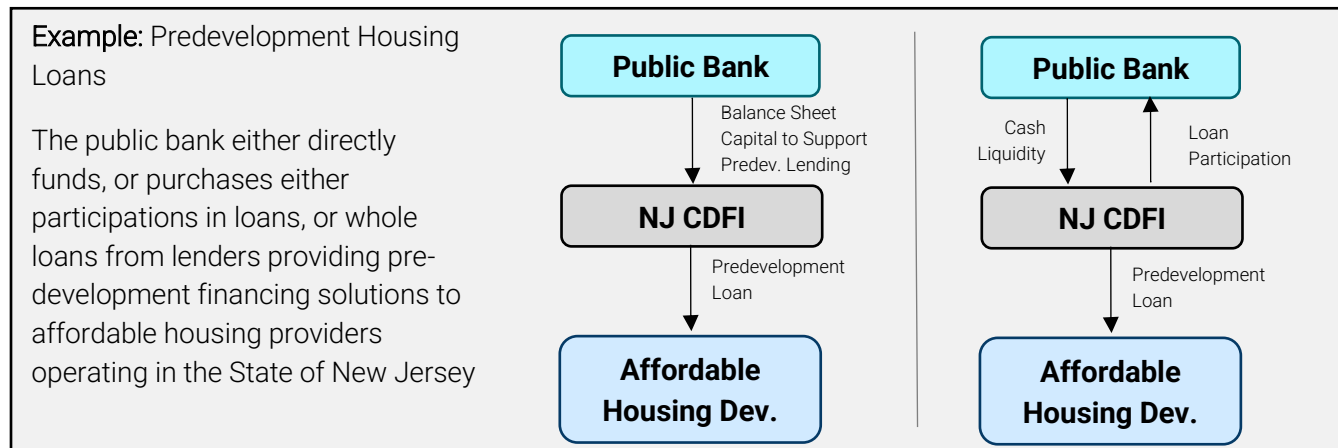 Example: Predevelopment Housing
Loans
The public bank either directly
funds, or purchases either
participations in loans, or whole
loans from lenders providing pre-
development financing solutions to
affordable housing providers
operating in the State of New Jersey
Public Bank
Balance Sheet
Capital to Support
Predev. Lending
NJ CDFI
Predevelopment
Loan
Affordable
Housing Dev.
Public Bank
Cash
Liquidity
Loan
Participation
NJ CDFI
Predevelopment
Loan
Affordable
Housing Dev.